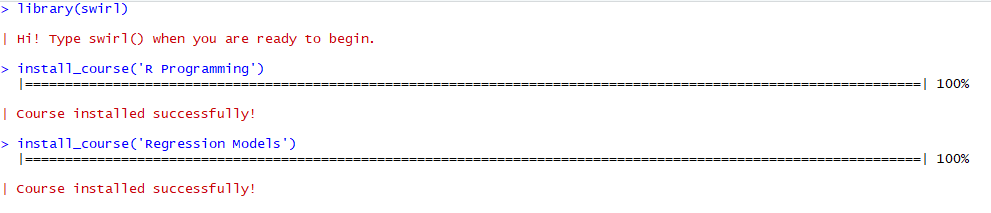 > library(swirl)
| Hi! Type swirl() when you are ready to begin.
> install_course('R Programming')
|================================================================================================================| 100%
| Course installed successfully!
> install_course('Regression Models')
|================================================================================================================| 100%
| Course installed successfully!